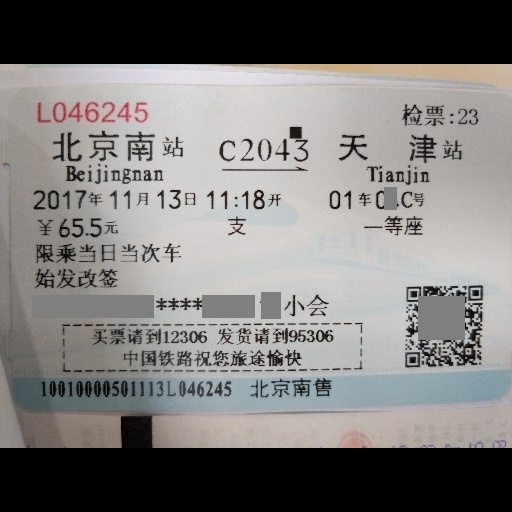 L046245 检票:23
北京南站 C2043 天津站
Beijingnan Tianjin
2017年11月13日11:18开 01车0 C号
￥65.5元 支 一等座
限乘当日当次车
始发改签
**** 小会
买票请到12306 发货请到95306
中国铁路祝您旅途愉快
10010000501113L046245 北京南售